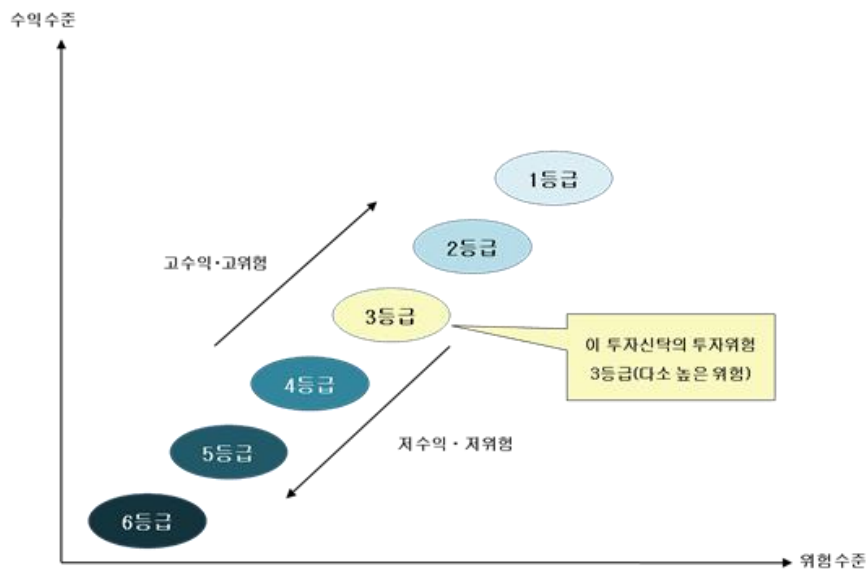 수익수준
1등급
2등급
고수익·고위험
3등급
이 투자신탁의 투자위험
3등급(다소 높은 위험)
4등급
저수익·저위험
5등급
6등급
위험수준